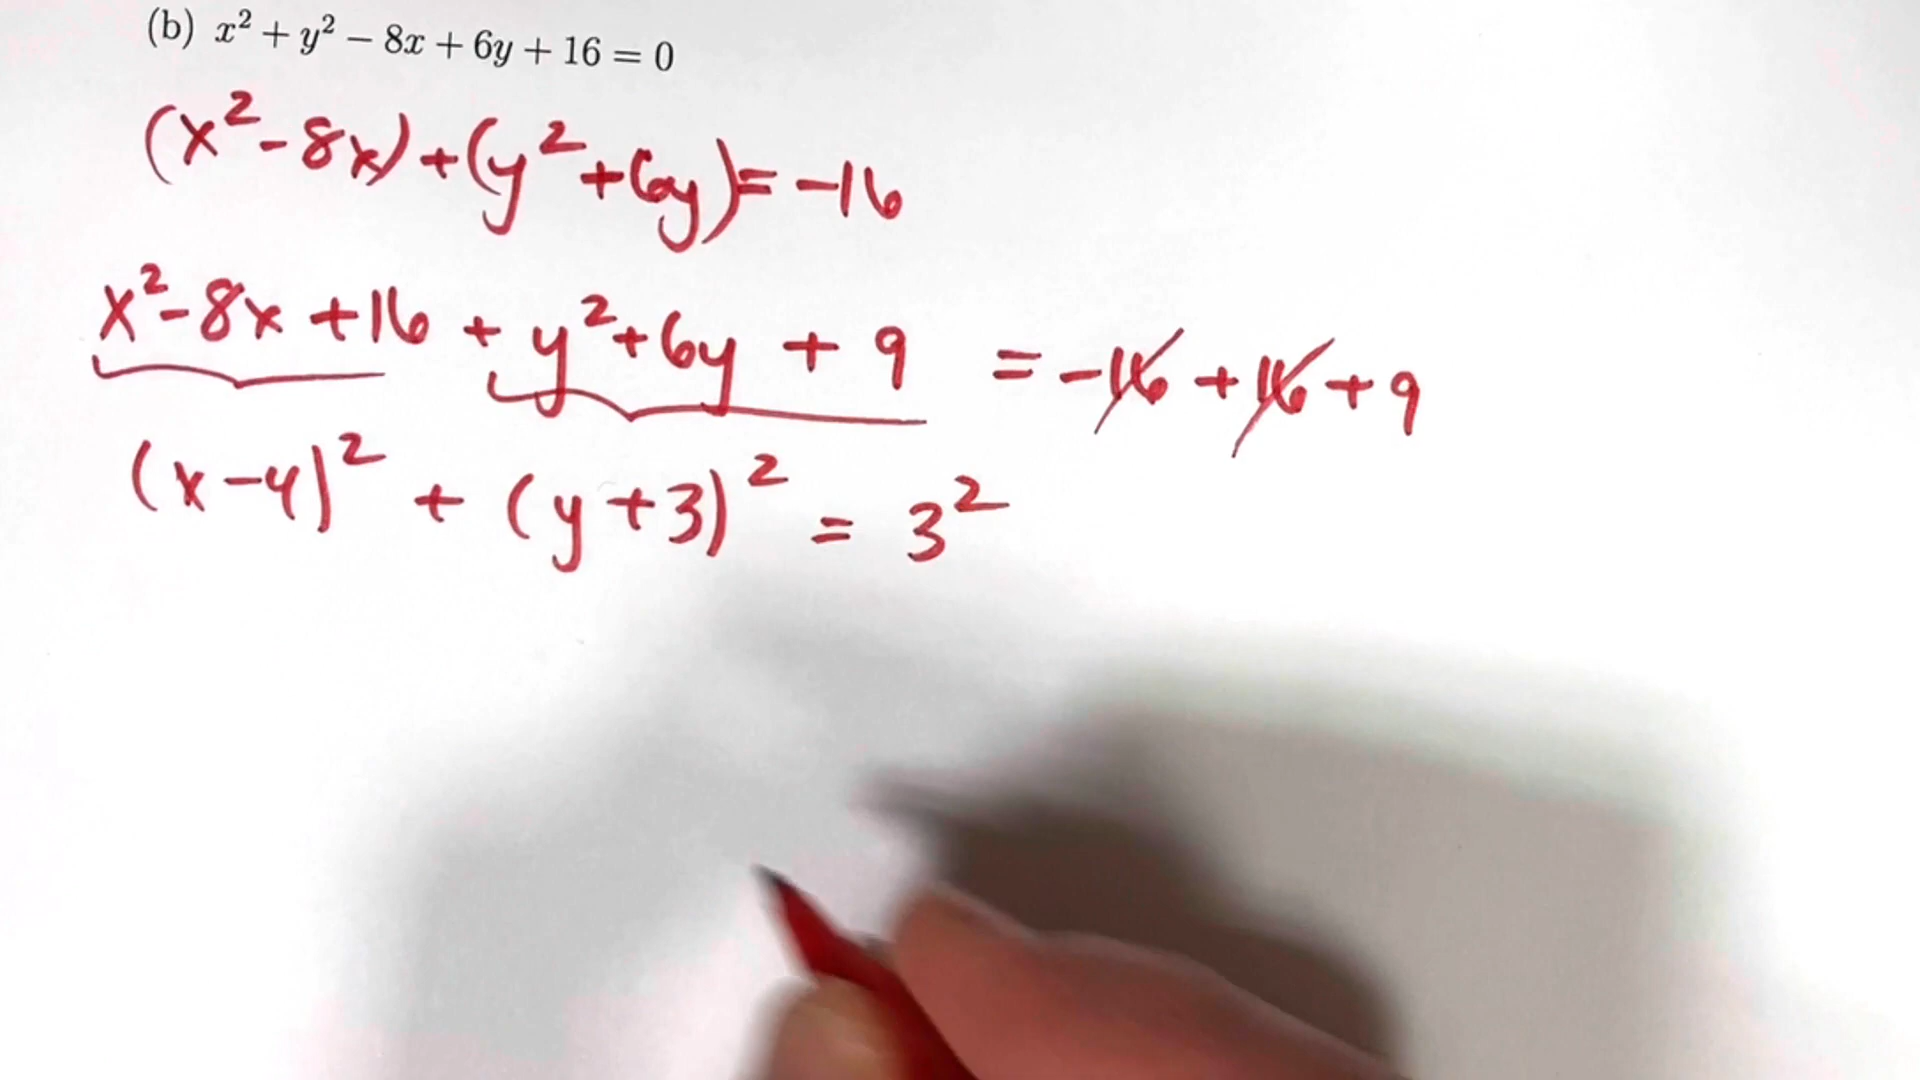 (b) x² + y² − 8x + 6y + 16 = 0
(x² - 8x) + (y² + 6y) = -16
x² - 8x + 16 + y² + 6y + 9 = -16 + 16 + 9
(x - 4)² + (y + 3)² = 3²